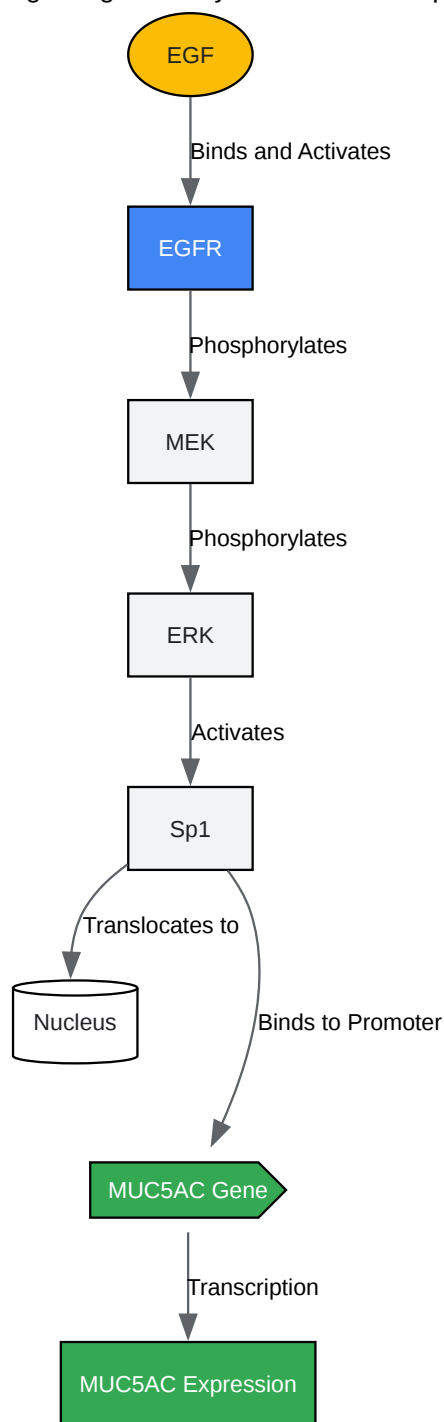 EGF
Binds and Activates
EGFR
Phosphorylates
MEK
Phosphorylates
ERK
Activates
Sp1
Translocates to
Nucleus
Binds to Promoter
MUC5AC Gene
Transcription
MUC5AC Expression